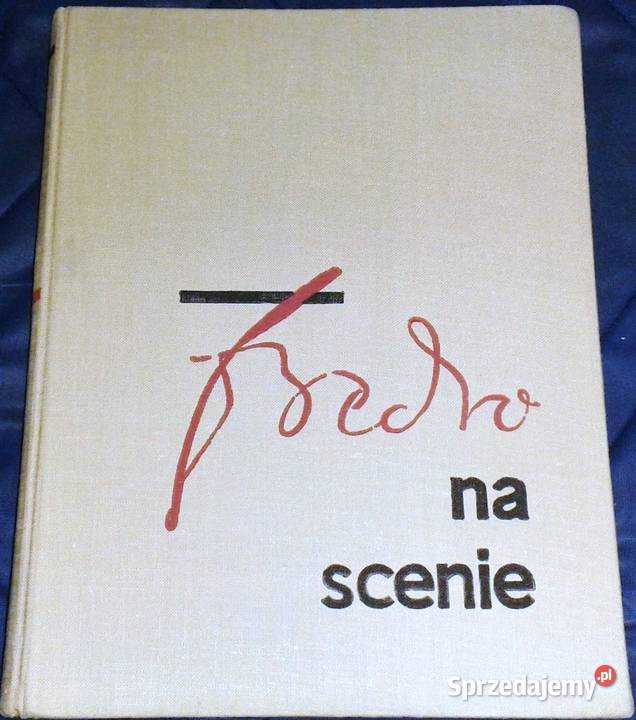 Fredro
na
scenie
Sprzedajemy.pl